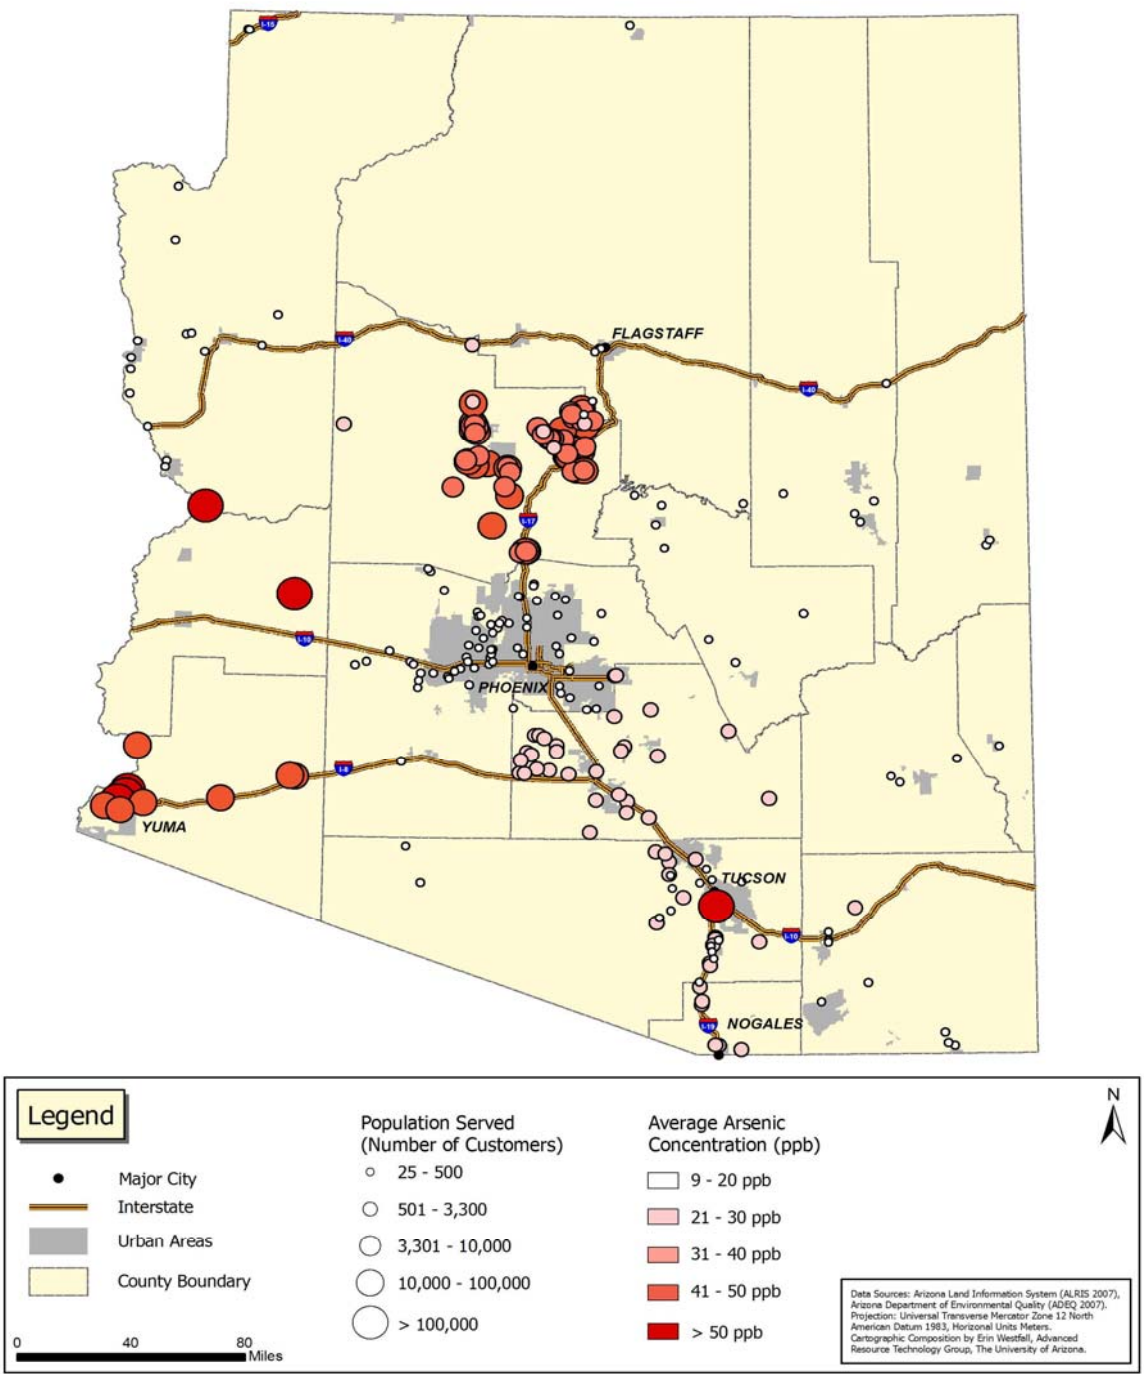 I-15
FLAGSTAFF
I-40
I-40
I-17
I-10
PHOENIX
I-8
YUMA
TUCSON
I-10
I-19
NOGALES
Legend
Major City
Interstate
Urban Areas
County Boundary
0 40 80
Miles
Population Served
(Number of Customers)
25 - 500
501 - 3,300
3,301 - 10,000
10,000 - 100,000
> 100,000
Average Arsenic
Concentration (ppb)
9 - 20 ppb
21 - 30 ppb
31 - 40 ppb
41 - 50 ppb
> 50 ppb
N
Data Sources: Arizona Land Information System (ALRIS 2007),
Arizona Department of Environmental Quality (ADEQ 2007).
Projection: Universal Transverse Mercator Zone 12 North
American Datum 1983, Horizonal Units Meters.
Cartographic Composition by Erin Westfall, Advanced
Resource Technology Group, The University of Arizona.